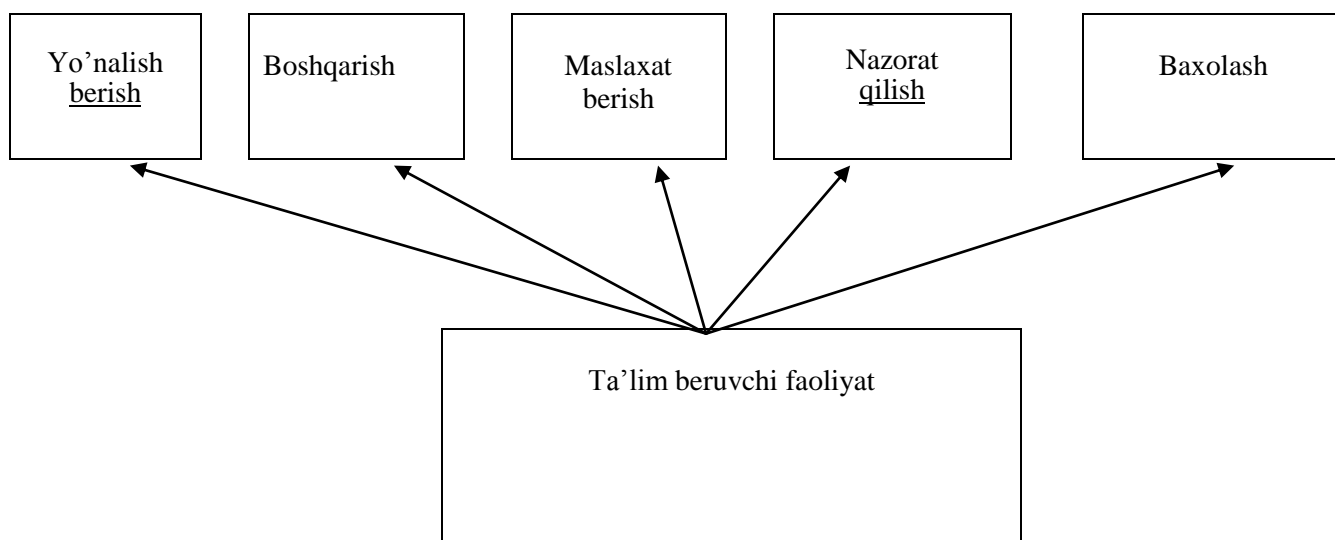 Yo’nalish
berish
Boshqarish
Maslaxat
berish
Nazorat
qilish
Baxolash
Ta’lim beruvchi faoliyat